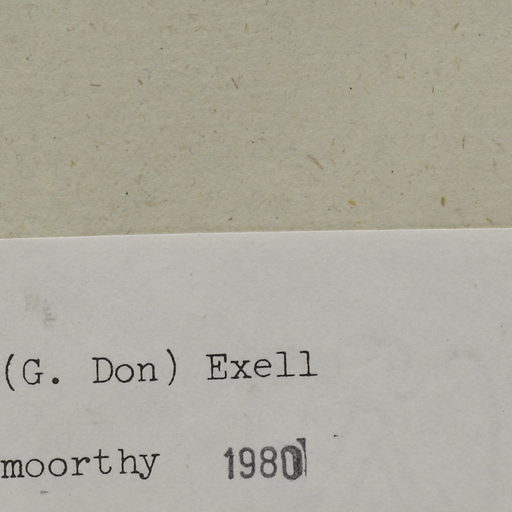 (G. Don) Exell
moorthy 1980